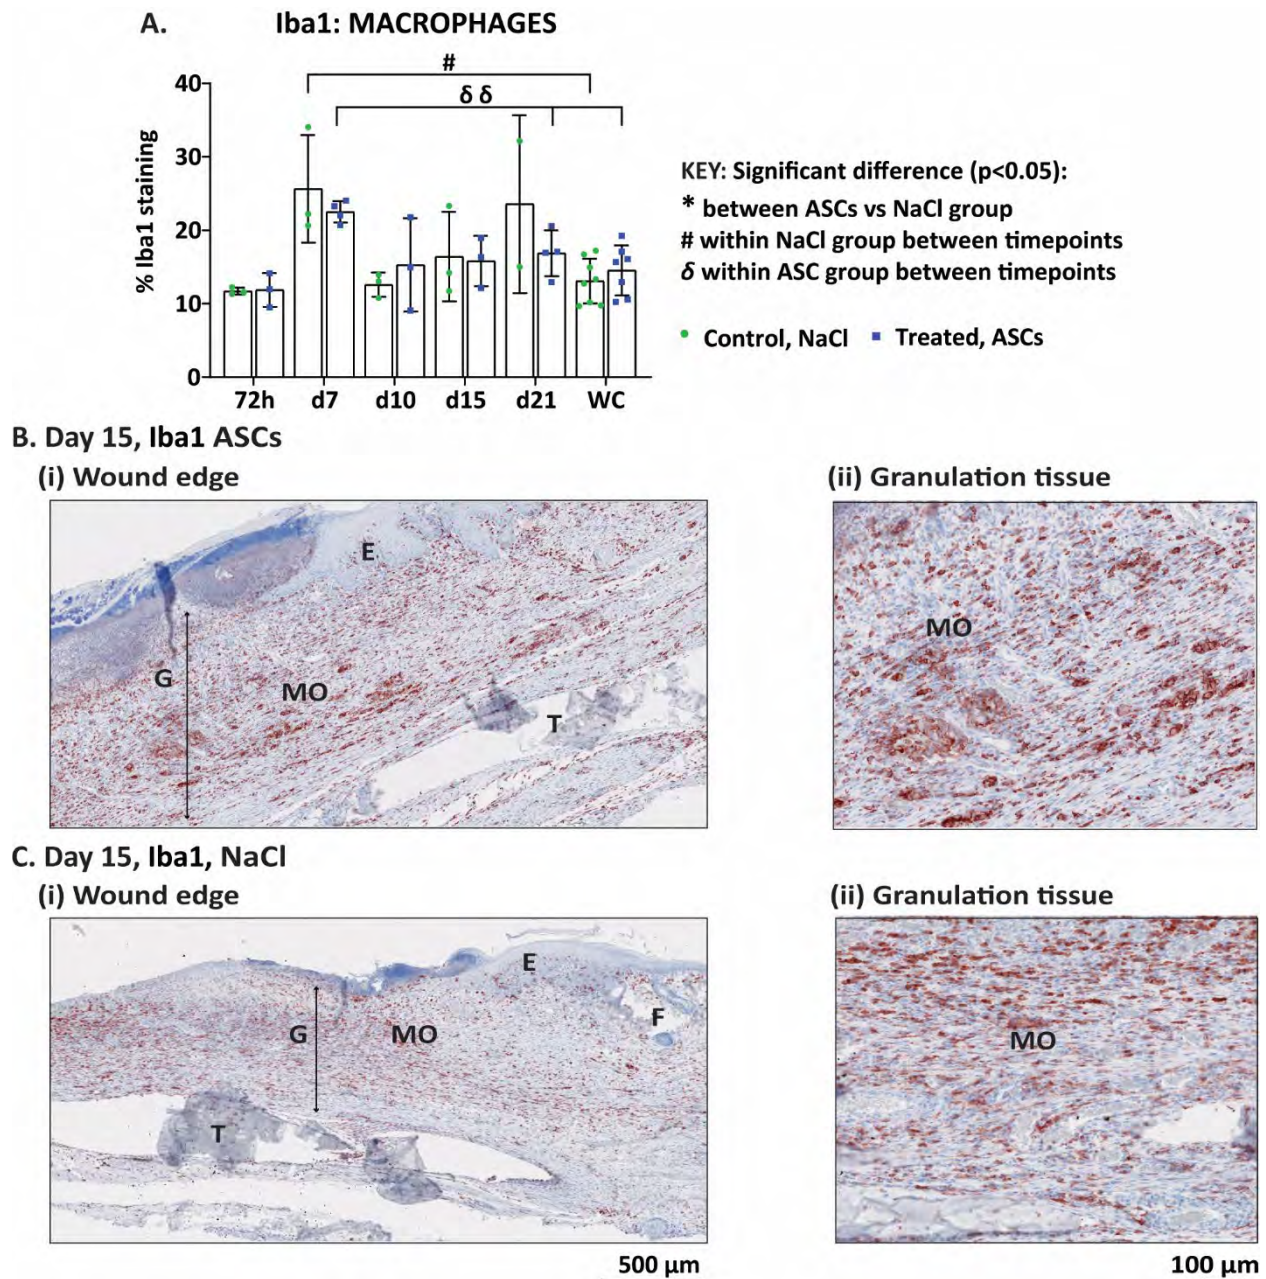 A. Iba1: MACROPHAGES
#
δ δ
40
30
20
10
0
% Iba1 staining
72h d7 d10 d15 d21 WC
KEY: Significant difference (p<0.05):
* between ASCs vs NaCl group
# within NaCl group between timepoints
δ within ASC group between timepoints
Control, NaCl Treated, ASCs
B. Day 15, Iba1 ASCs
(i) Wound edge (ii) Granulation tissue
E
G
MO
T
MO
C. Day 15, Iba1, NaCl
(i) Wound edge (ii) Granulation tissue
E
F
G
MO
T
MO
500 µm 100 µm